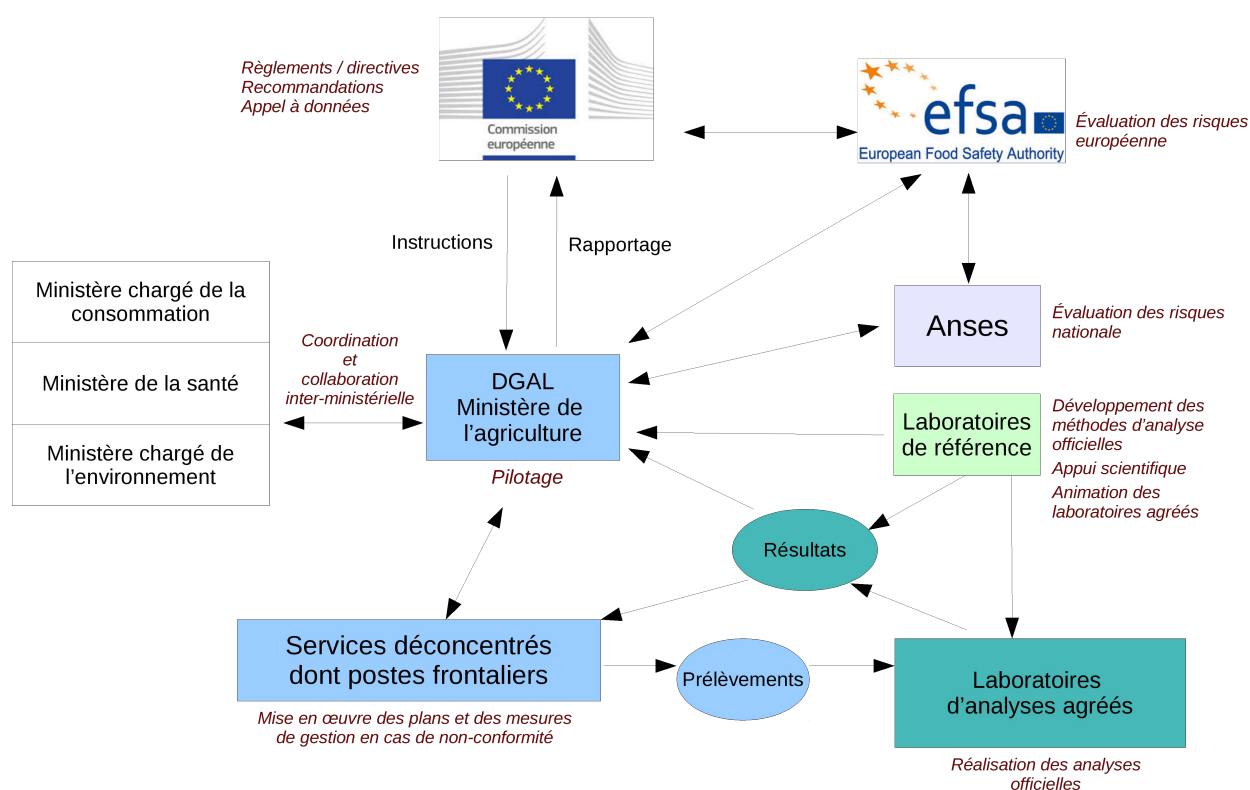 Règlements / directives
Recommandations
Appel à données
Commission
européenne
efsa
European Food Safety Authority
Évaluation des risques
européenne
Instructions
Rapportage
Ministère chargé de la
consommation
Ministère de la santé
Ministère chargé de
l’environnement
Coordination
et
collaboration
inter-ministérielle
DGAL
Ministère de
l’agriculture
Pilotage
Anses
Évaluation des risques
nationale
Laboratoires
de référence
Développement des
méthodes d’analyse
officielles
Appui scientifique
Animation des
laboratoires agréés
Résultats
Services déconcentrés
dont postes frontaliers
Mise en œuvre des plans et des mesures
de gestion en cas de non-conformité
Prélèvements
Laboratoires
d’analyses agréés
Réalisation des analyses
officielles